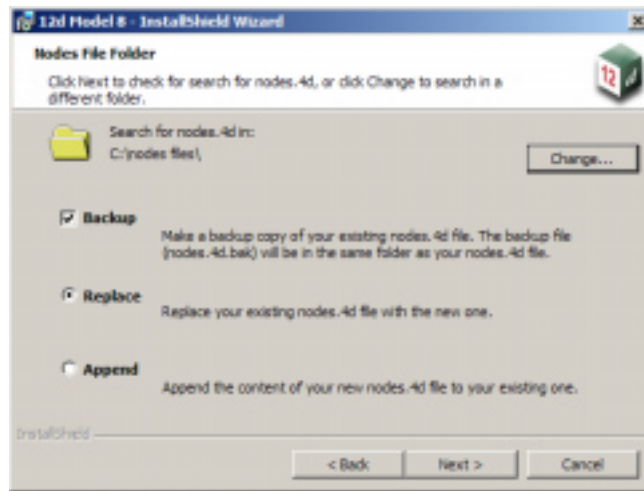 12d Model 8 - InstallShield Wizard
Nodes File Folder
Click Next to check for search for nodes.4d, or click Change to search in a
different folder.
12 d
Search for nodes.4d in:
C:\nodes files\
Change...
Backup
Make a backup copy of your existing nodes.4d file. The backup file
(nodes.4d.bak) will be in the same folder as your nodes.4d file.
Replace
Replace your existing nodes.4d file with the new one.
Append
Append the content of your new nodes.4d file to your existing one.
InstallShield
< Back
Next >
Cancel